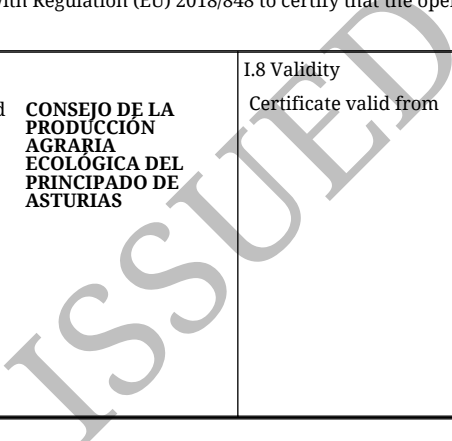 with Regulation (EU) 2018/848 to certify that the
I.8 Validity
Certificate valid from
CONSEJO DE LA
PRODUCCIÓN
AGRARIA
ECOLÓGICA DEL
PRINCIPADO DE
ASTURIAS
ISSUED